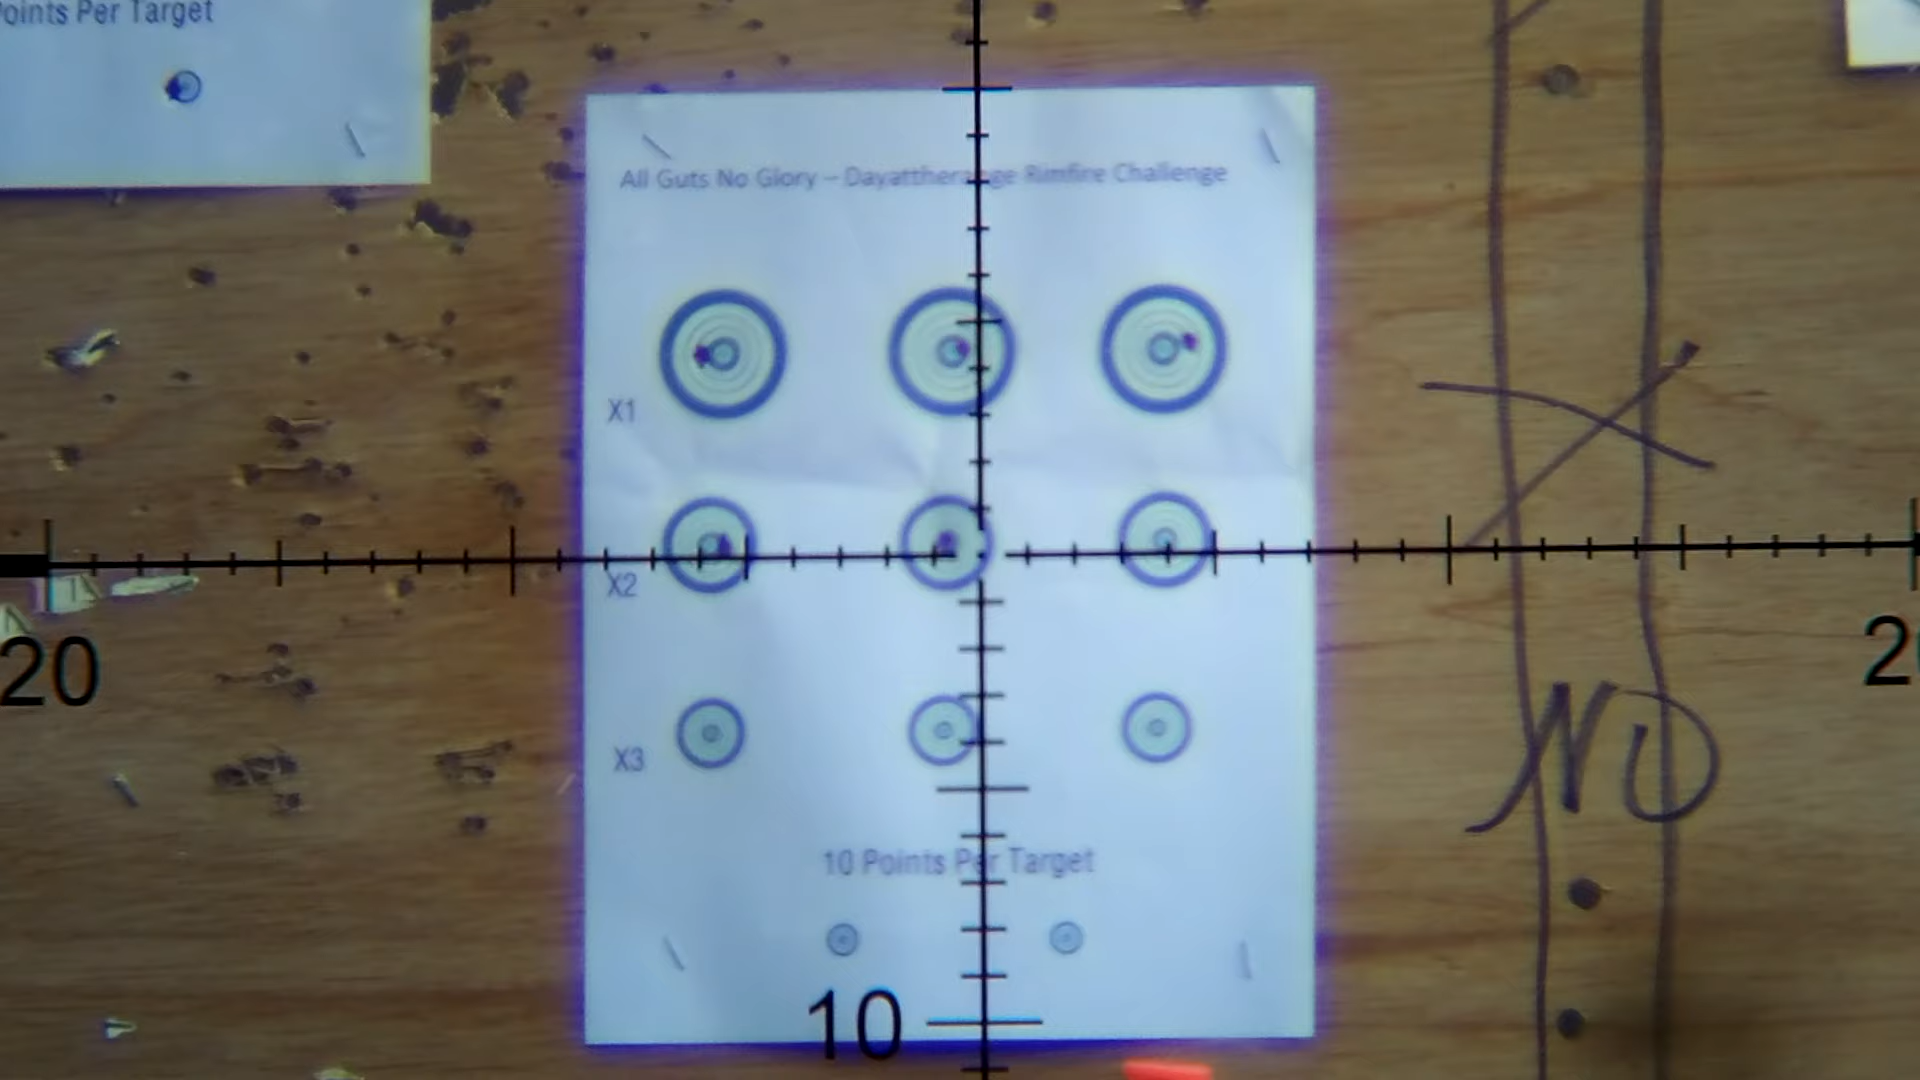 Points Per Target
All Guts No Glory – Dayattherange Rimfire Challenge
X1
X2
X3
10 Points Per Target
20
20
10
NO